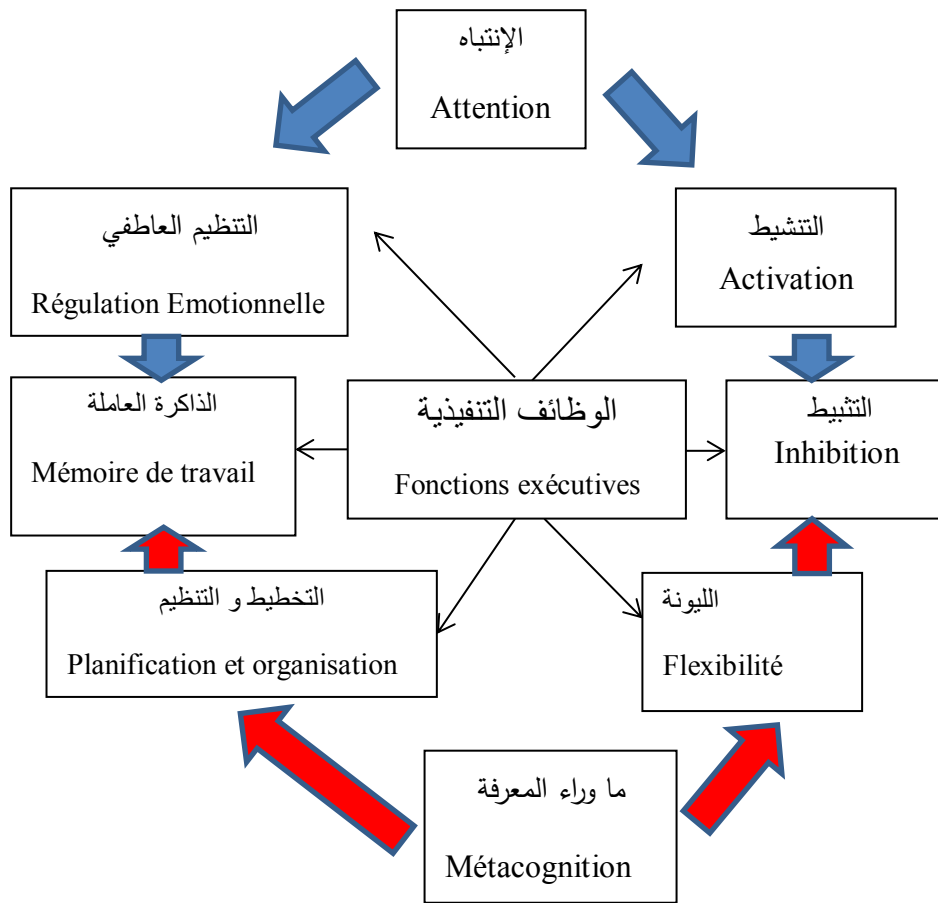 الإنتباه
Attention
التنظيم العاطفي
Régulation Emotionnelle
التنشيط
Activation
الذاكرة العاملة
Mémoire de travail
الوظائف التنفيذية
Fonctions exécutives
التثبيط
Inhibition
التخطيط و التنظيم
Planification et organisation
الليونة
Flexibilité
ما وراء المعرفة
Métacognition